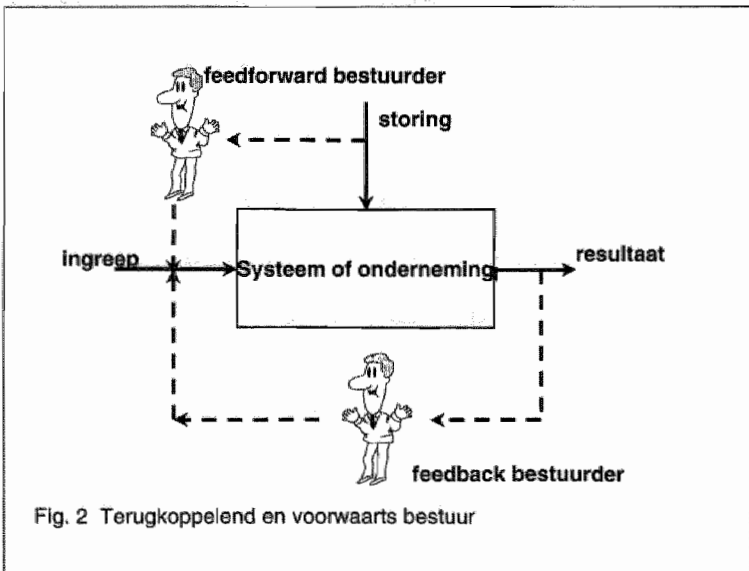 feedforward bestuurder
storing
ingreep
Systeem of onderneming
resultaat
feedback bestuurder
Fig. 2 Terugkoppelend en voorwaarts bestuur